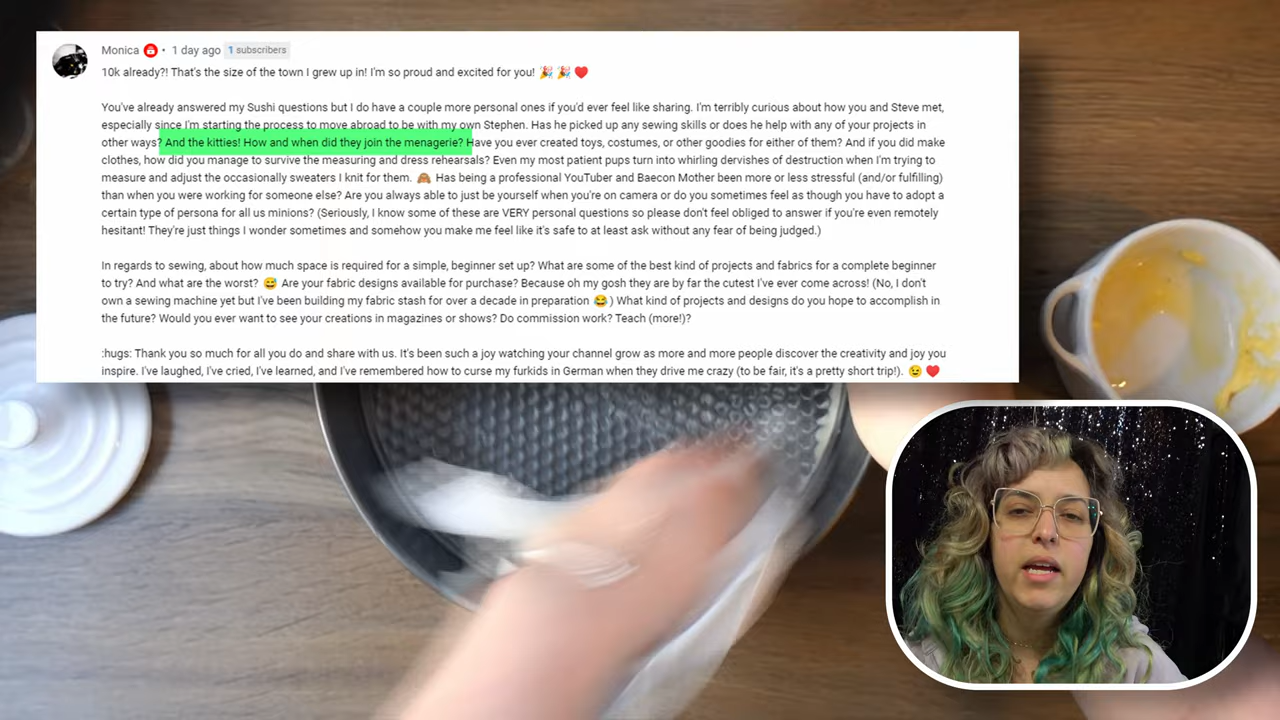 Monica • 1 day ago 1 subscribers
10k already?! That's the size of the town I grew up in! I'm so proud and excited for you! 🎉 🎉 ❤️
You've already answered my Sushi questions but I do have a couple more personal ones if you'd ever feel like sharing. I'm terribly curious about how you and Steve met,
especially since I'm starting the process to move abroad to be with my own Stephen. Has he picked up any sewing skills or does he help with any of your projects in
other ways? And the kitties! How and when did they join the menagerie? Have you ever created toys, costumes, or other goodies for either of them? And if you did make
clothes, how did you manage to survive the measuring and dress rehearsals? Even my most patient pups turn into whirling dervishes of destruction when I'm trying to
measure and adjust the occasionally sweaters I knit for them. 🙈 Has being a professional YouTuber and Baecon Mother been more or less stressful (and/or fulfilling)
than when you were working for someone else? Are you always able to just be yourself when you're on camera or do you sometimes feel as though you have to adopt a
certain type of persona for all us minions? (Seriously, I know some of these are VERY personal questions so please don't feel obliged to answer if you're even remotely
hesitant! They're just things I wonder sometimes and somehow you make me feel like it's safe to at least ask without any fear of being judged.)
In regards to sewing, about how much space is required for a simple, beginner set up? What are some of the best kind of projects and fabrics for a complete beginner
to try? And what are the worst? 😅 Are your fabric designs available for purchase? Because oh my gosh they are by far the cutest I've ever come across! (No, I don't
own a sewing machine yet but I've been building my fabric stash for over a decade in preparation 😂 ) What kind of projects and designs do you hope to accomplish in
the future? Would you ever want to see your creations in magazines or shows? Do commission work? Teach (more!)?
:hugs: Thank you so much for all you do and share with us. It's been such a joy watching your channel grow as more and more people discover the creativity and joy you
inspire. I've laughed, I've cried, I've learned, and I've remembered how to curse my furkids in German when they drive me crazy (to be fair, it's a pretty short trip!). 😉 ❤️